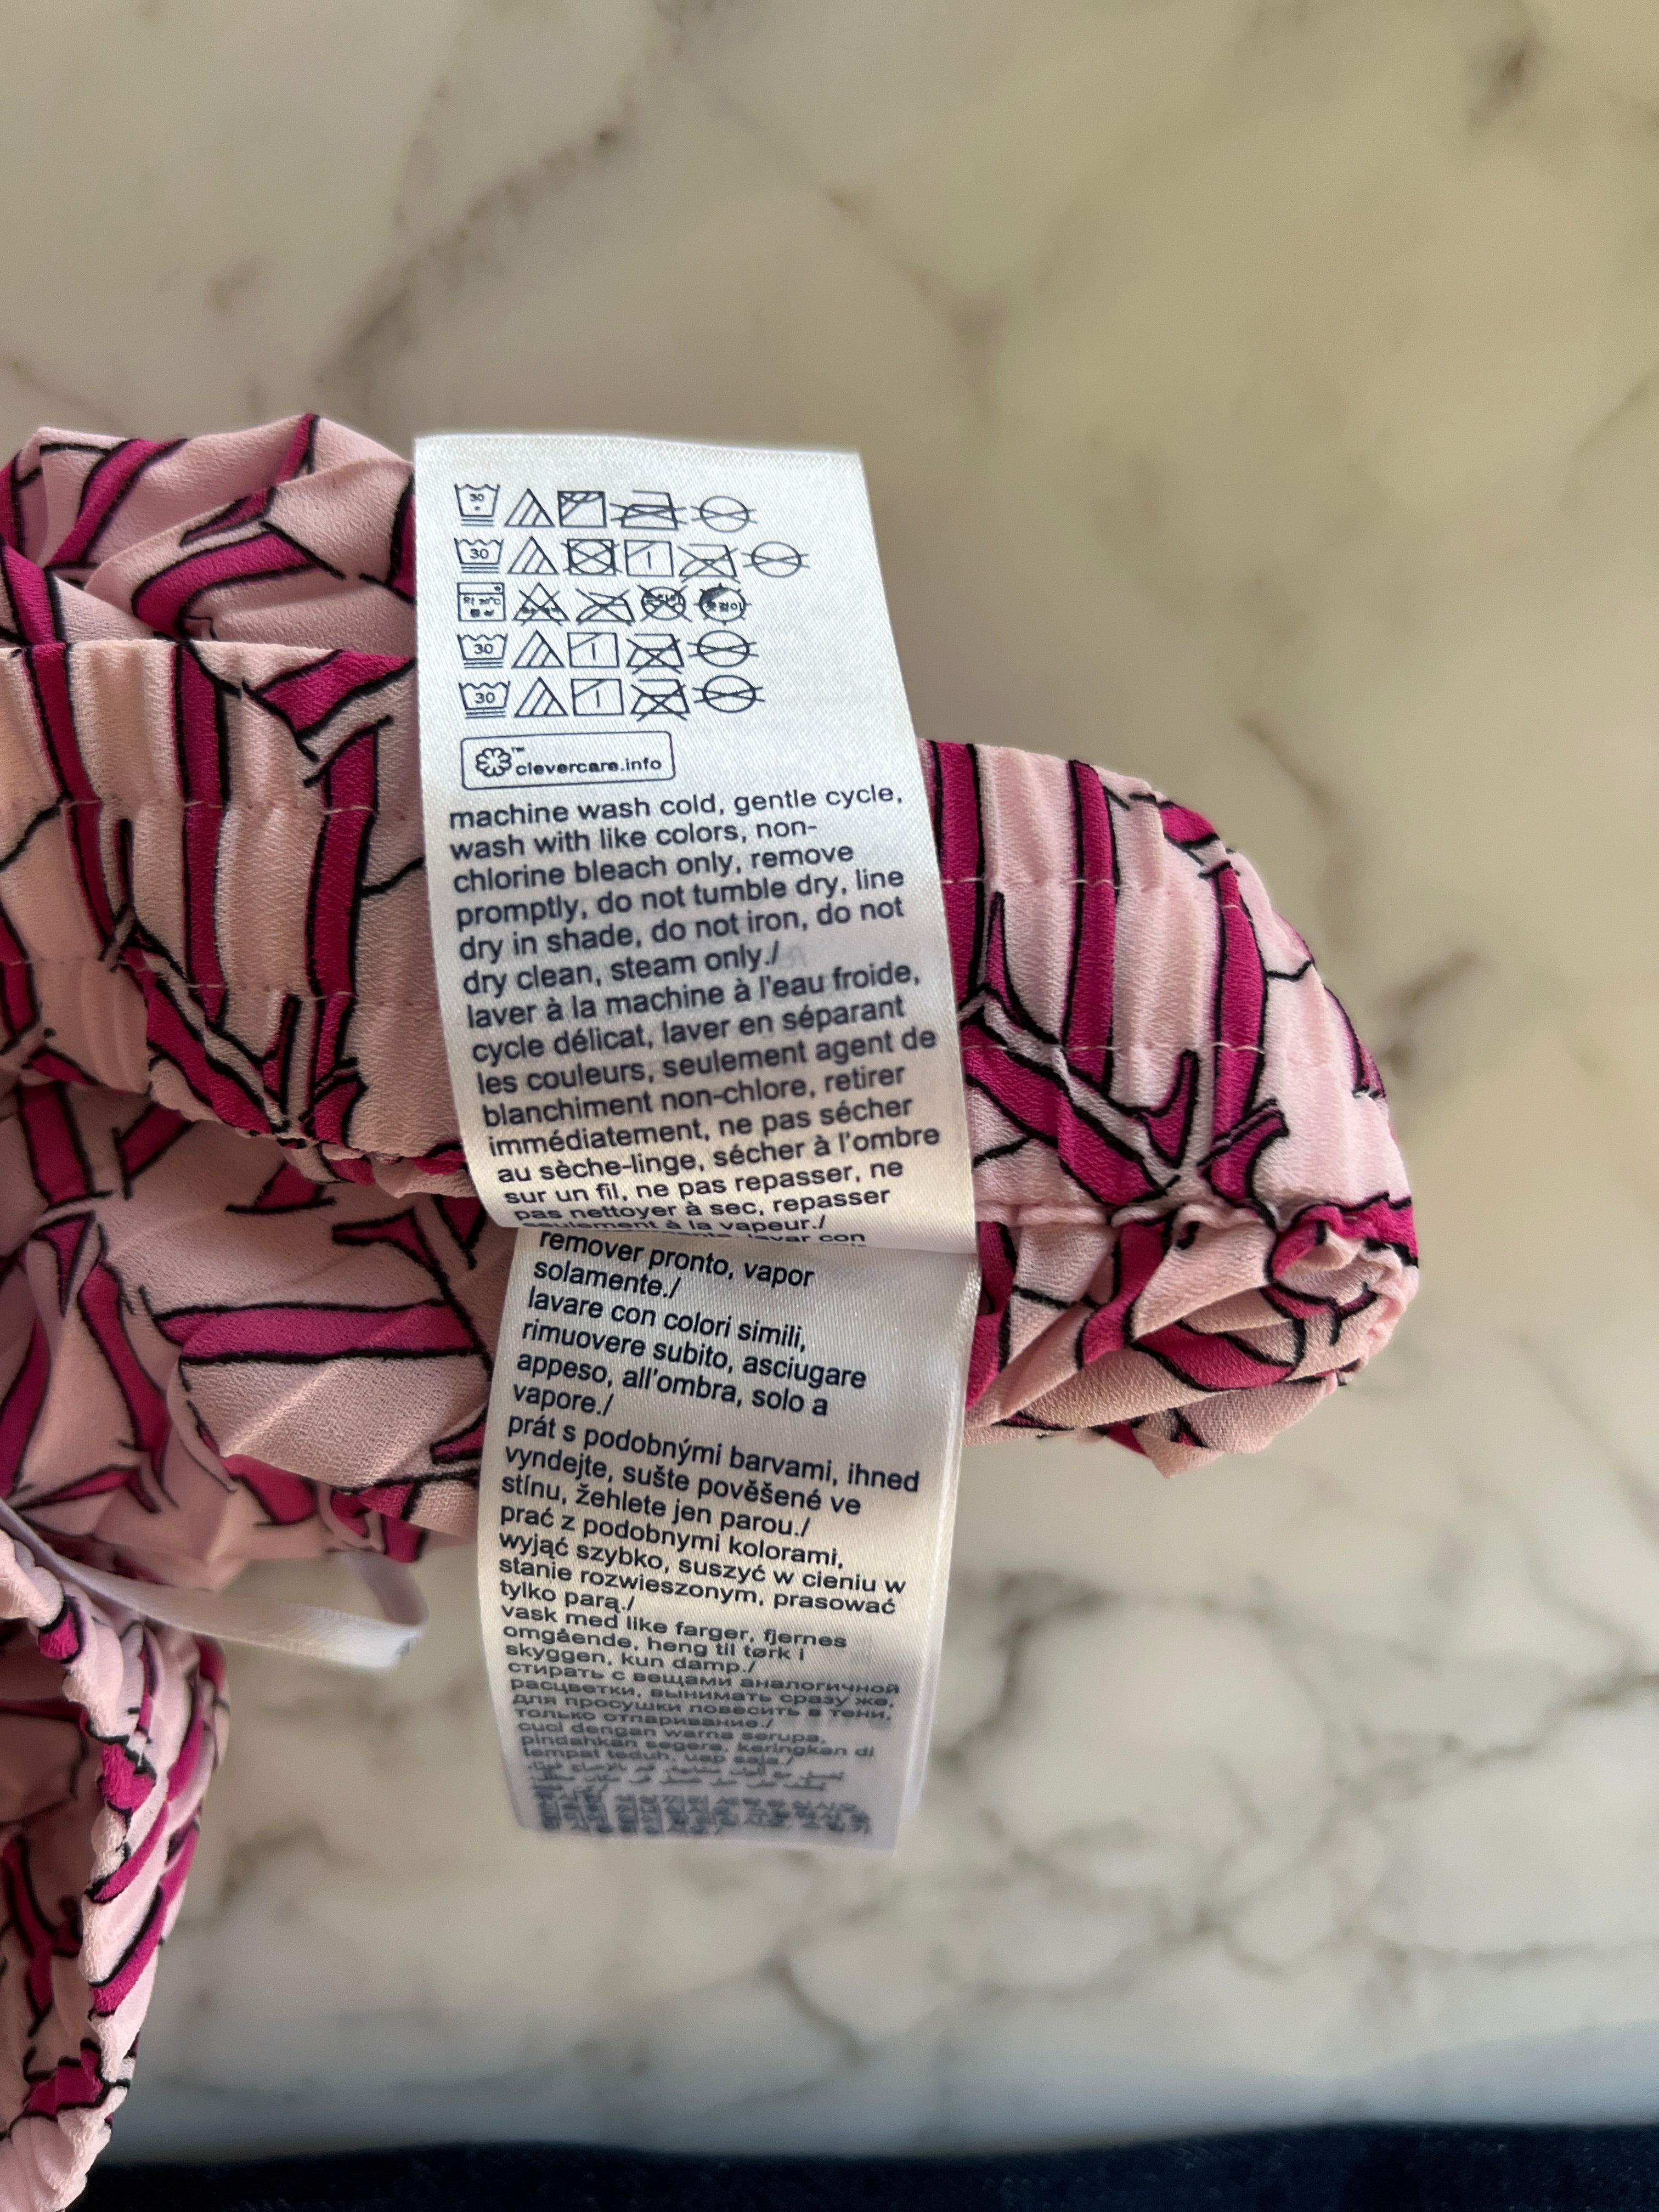 30
30
30
30
™
clevercare.info
machine wash cold, gentle cycle,
wash with like colors, non-
chlorine bleach only, remove
promptly, do not tumble dry, line
dry in shade, do not iron, do not
dry clean, steam only./
laver à la machine à l'eau froide,
cycle délicat, laver en séparant
les couleurs, seulement agent de
blanchiment non-chlore, retirer
immédiatement, ne pas sécher
au sèche-linge, sécher à l'ombre
sur un fil, ne pas repasser, ne
pas nettoyer à sec, repasser
seulement à la vapeur./
lavar con
remover pronto, vapor
solamente./
lavare con colori simili,
rimuovere subito, asciugare
appeso, all'ombra, solo a
vapore./
prát s podobnými barvami, ihned
vyndejte, sušte pověšené ve
stínu, žehlete jen parou./
prać z podobnymi kolorami,
wyjąć szybko, suszyć w cieniu w
stanie rozwieszonym, prasować
tylko parą./
vask med like farger, fjernes
omgående, heng til tørk i
skyggen, kun damp./
стирать с вещами аналогичной
расцветки, вынимать сразу же,
для просушки повесить в тени,
только отпаривание./
cuci dengan warna serupa,
pindahkan segera, keringkan di
tempat teduh, uap saja./